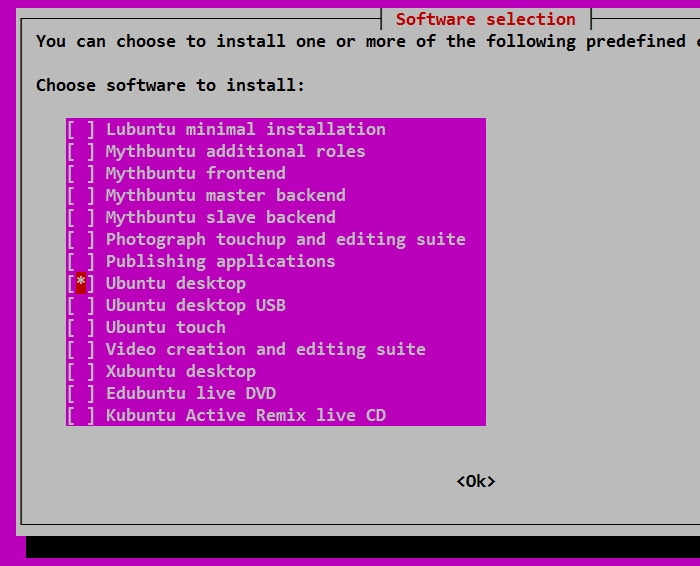 Software selection
You can choose to install one or more of the following predefined
Choose software to install:
[ ] Lubuntu minimal installation
[ ] Mythbuntu additional roles
[ ] Mythbuntu frontend
[ ] Mythbuntu master backend
[ ] Mythbuntu slave backend
[ ] Photograph touchup and editing suite
[ ] Publishing applications
[*] Ubuntu desktop
[ ] Ubuntu desktop USB
[ ] Ubuntu touch
[ ] Video creation and editing suite
[ ] Xubuntu desktop
[ ] Edubuntu live DVD
[ ] Kubuntu Active Remix live CD
<Ok>